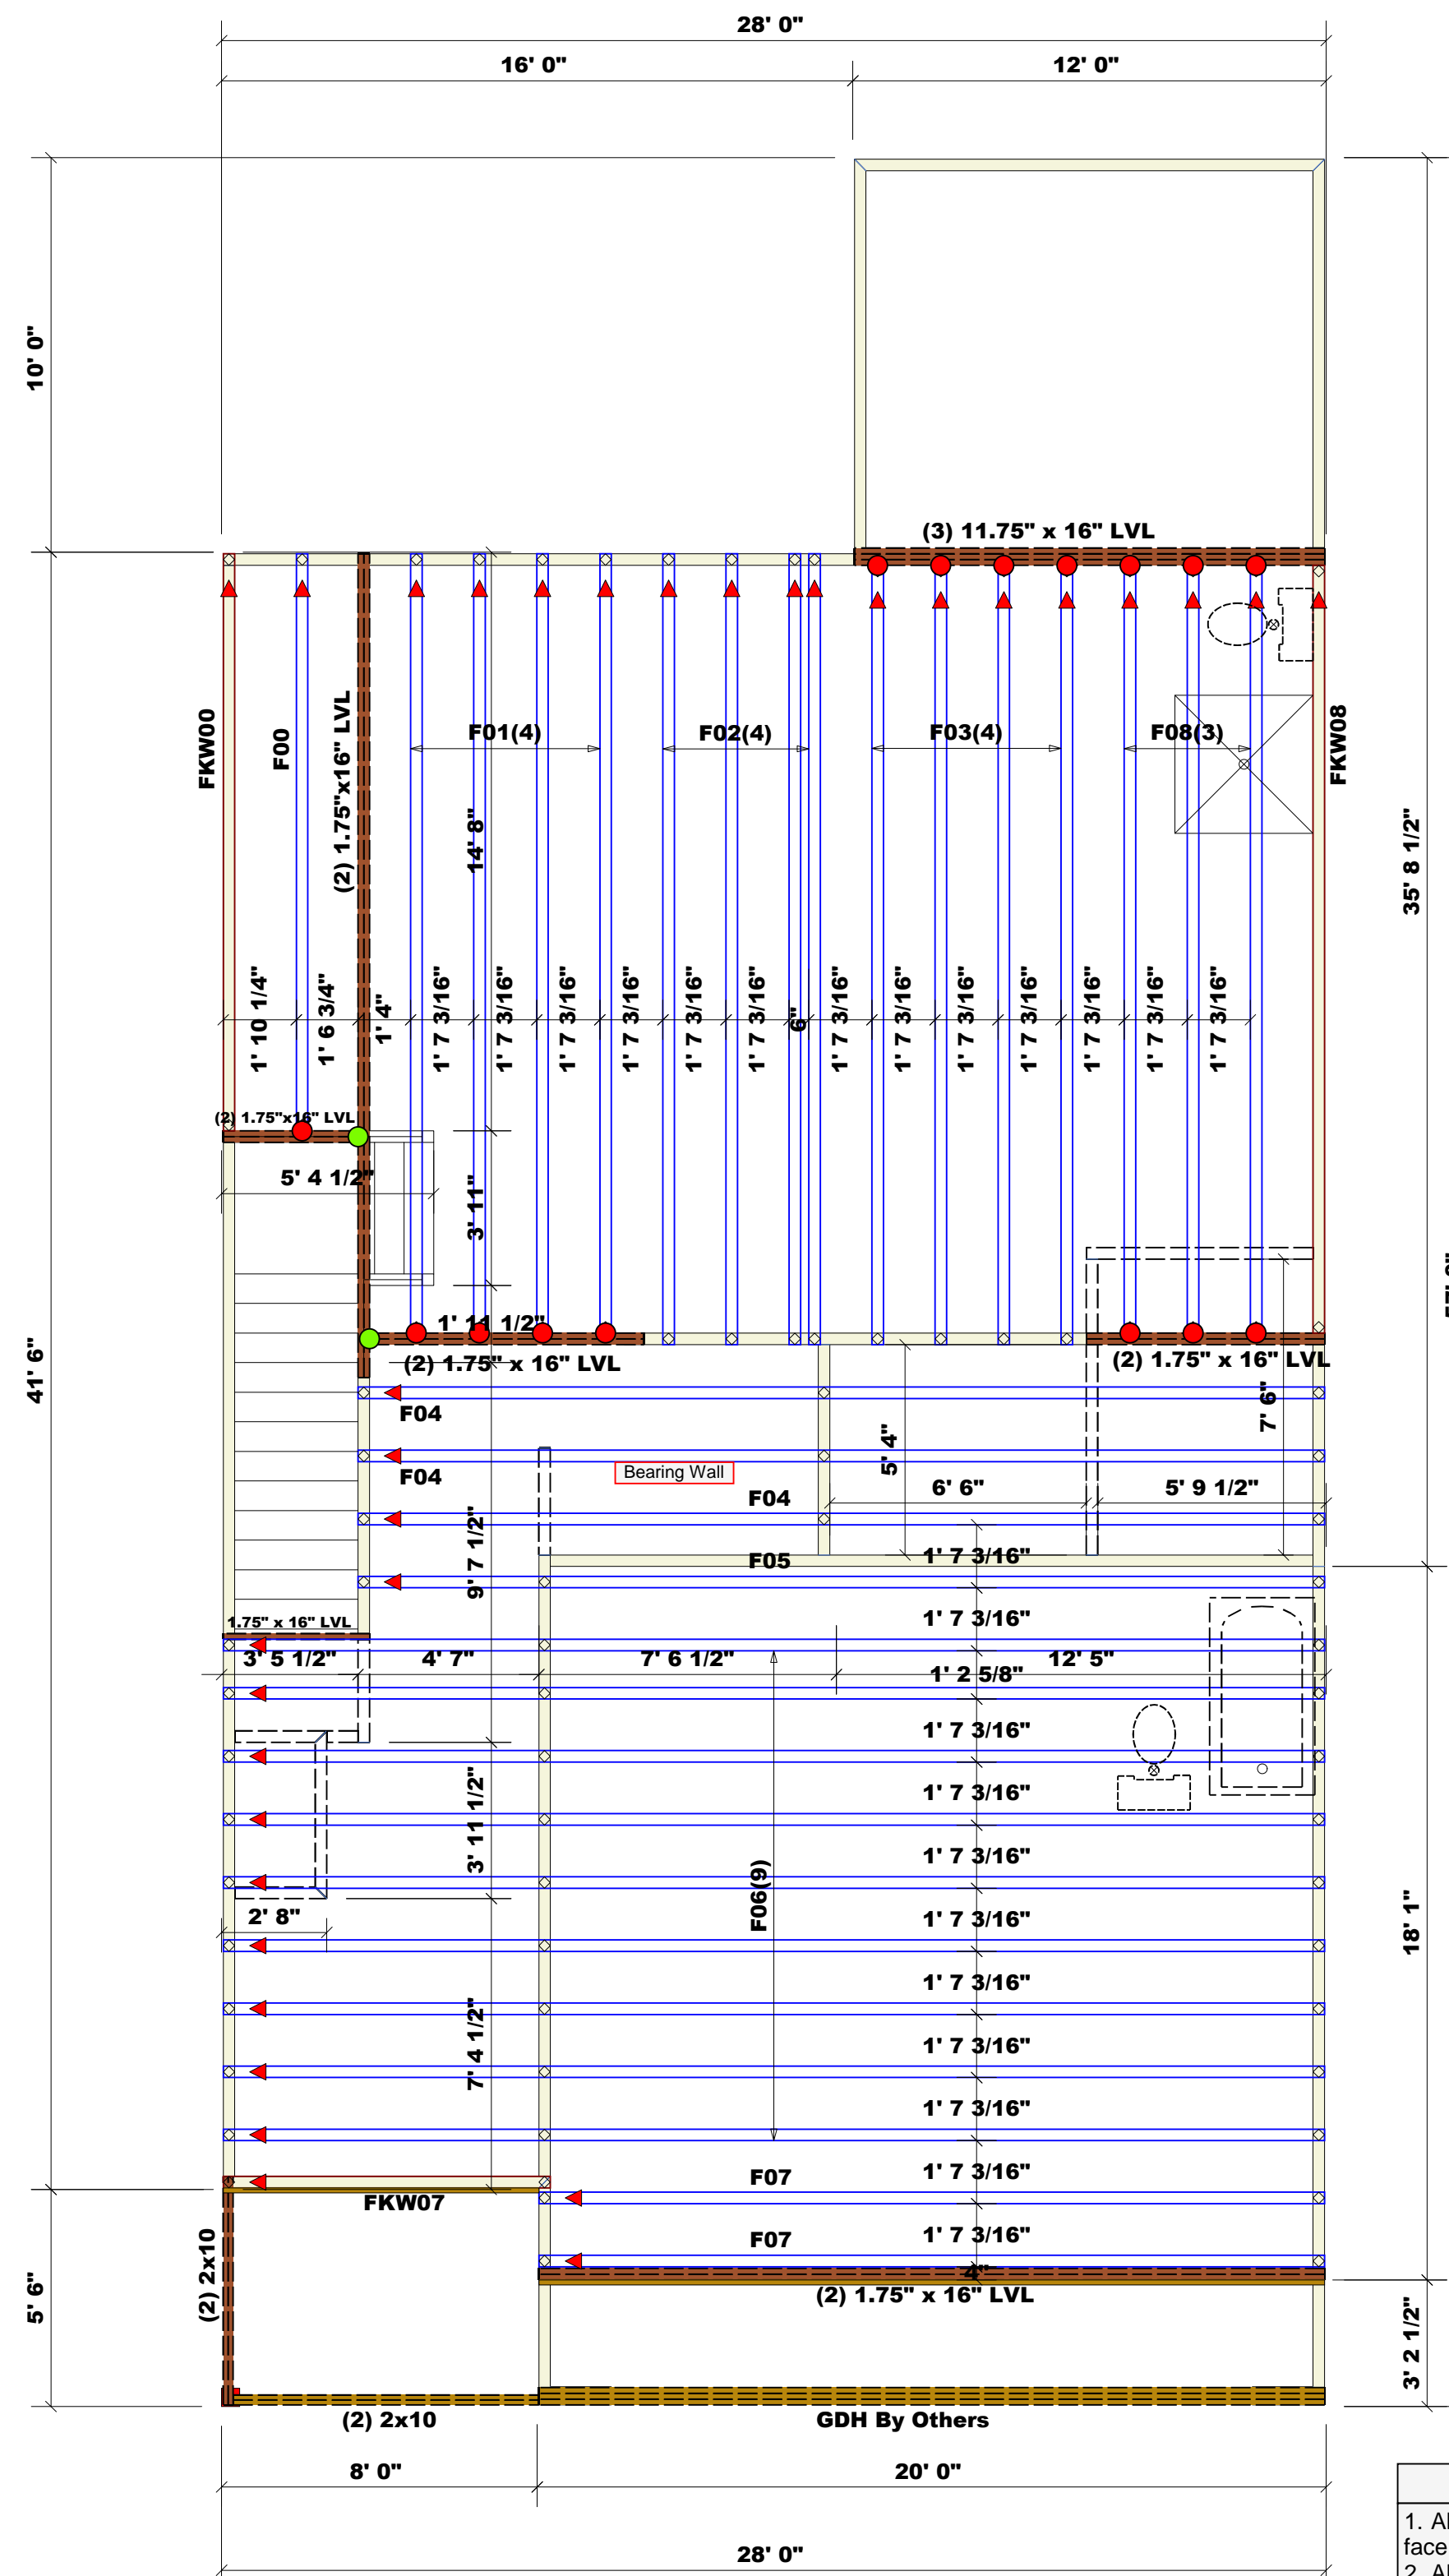 28' 0"
16' 0"
12' 0"
10' 0"
(3) 11.75" x 16" LVL
FKW00
F00
(2) 1.75"x16" LVL
F01(4)
F02(4)
F03(4)
F08(3)
FKW08
14' 8"
35' 8 1/2"
1' 10 1/4"
1' 6 3/4"
1' 4"
1' 7 3/16"
1' 7 3/16"
1' 7 3/16"
1' 7 3/16"
1' 7 3/16"
1' 7 3/16"
6"
1' 7 3/16"
1' 7 3/16"
1' 7 3/16"
1' 7 3/16"
1' 7 3/16"
1' 7 3/16"
1' 7 3/16"
(2) 1.75"x16" LVL
5' 4 1/2"
3' 11"
1' 11 1/2"
(2) 1.75" x 16" LVL
(2) 1.75" x 16" LVL
41' 6"
F04
7' 6"
5' 4"
F04
Bearing Wall
F04
6' 6"
5' 9 1/2"
9' 7 1/2"
F05
1' 7 3/16"
1' 7 3/16"
1.75" x 16" LVL
3' 5 1/2"
4' 7"
7' 6 1/2"
12' 5"
1' 2 5/8"
1' 7 3/16"
1' 7 3/16"
3' 11 1/2"
1' 7 3/16"
F06(9)
2' 8"
1' 7 3/16"
18' 1"
1' 7 3/16"
7' 4 1/2"
1' 7 3/16"
1' 7 3/16"
F07
1' 7 3/16"
FKW07
(2) 2x10
F07
1' 7 3/16"
4"
(2) 1.75" x 16" LVL
5' 6"
3' 2 1/2"
(2) 2x10
GDH By Others
8' 0"
20' 0"
28' 0"
1. Al
face